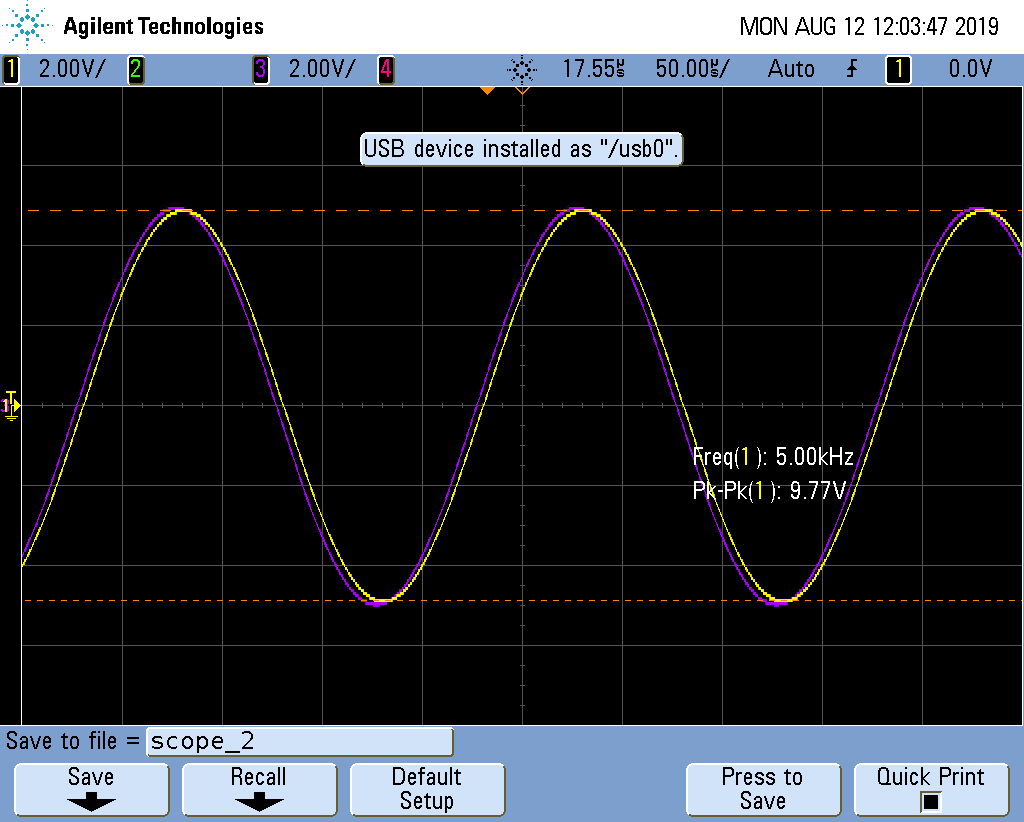 Agilent Technologies MON AUG 12 12:03:47 2019
1 2.00V/ 2 3 2.00V/ 4 17.55µs 50.00µs/ Auto 1 0.0V
USB device installed as "/usb0".
Freq(1): 5.00kHz
Pk-Pk(1): 9.77V
Save to file = scope_2
Save Recall Default Setup Press to Save Quick Print